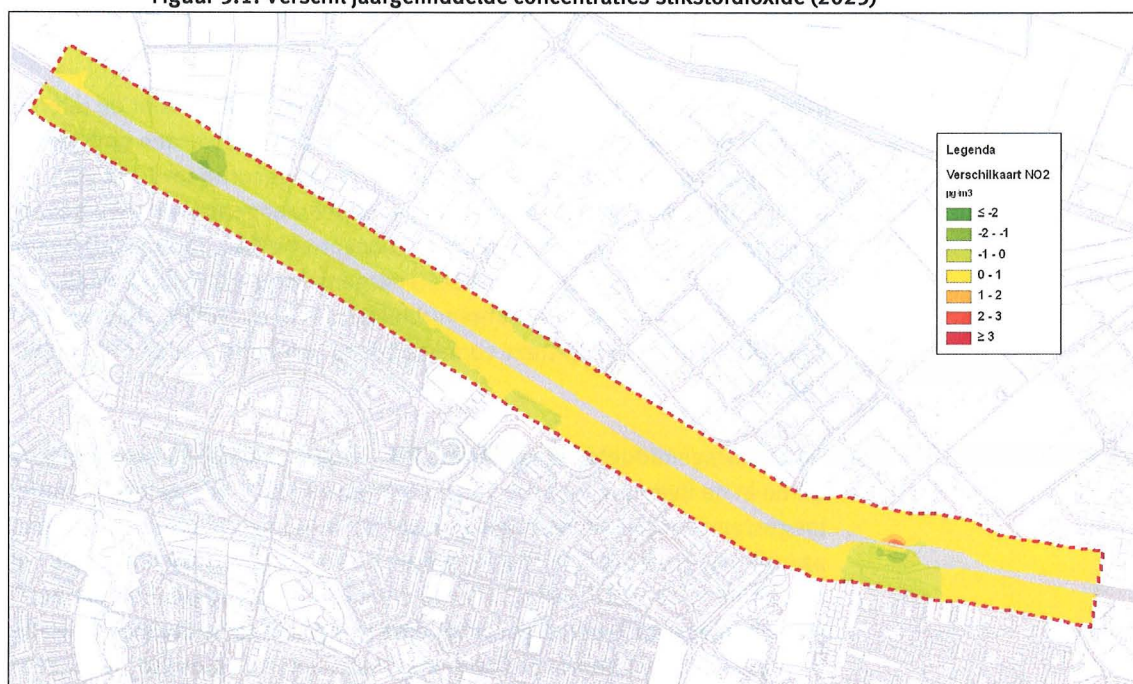 Figuur 5.1: Verschil jaargemiddelde concentraties stikstofdioxide (2025)
Legenda
Verschilkaart NO2
µg/m3
≤ -2
-2 - -1
-1 - 0
0 - 1
1 - 2
2 - 3
≥ 3